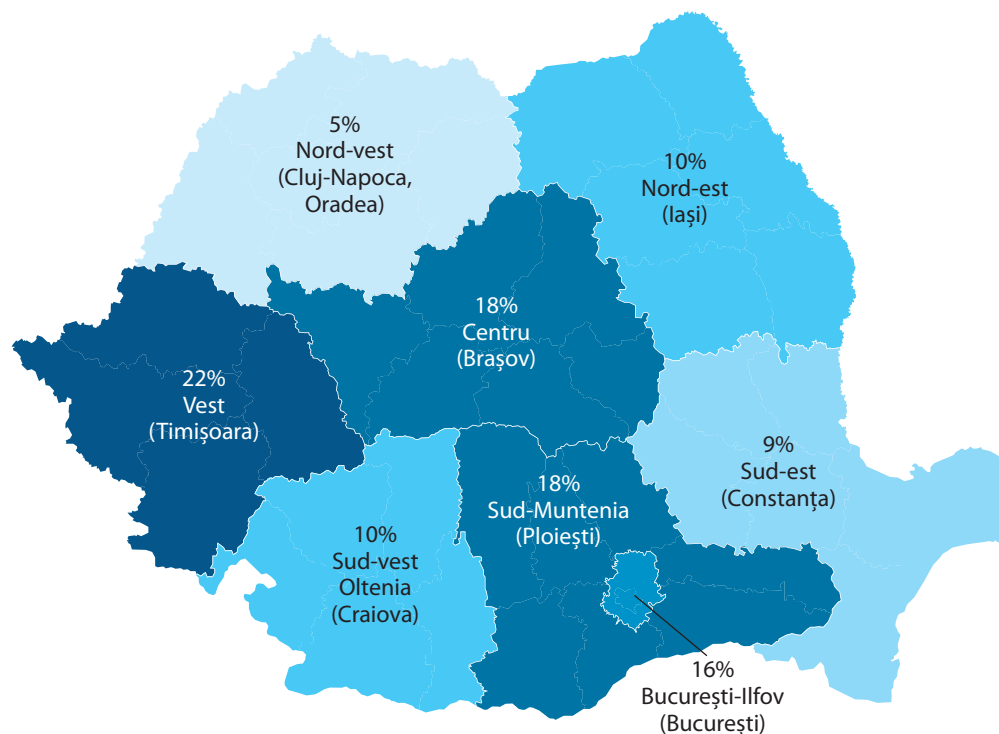 5%
Nord-vest
(Cluj-Napoca,
Oradea)
10%
Nord-est
(Iași)
18%
Centru
(Brașov)
22%
Vest
(Timișoara)
9%
Sud-est
(Constanța)
18%
Sud-Muntenia
(Ploiești)
10%
Sud-vest
Oltenia
(Craiova)
16%
București-Ilfov
(București)